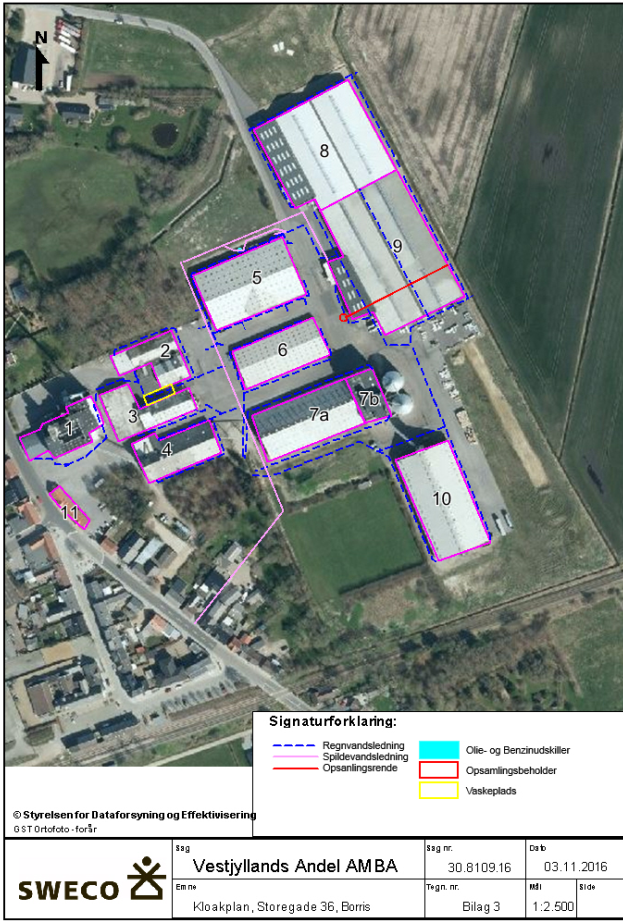 N
8
9
5
6
2
3
1
4
7a
7b
10
11
Signaturforklaring:
Regnvandsledning
Spildevandsledning
Opsanlingsrende
Olie- og Benzinudskiller
Opsamlingsbeholder
Vaskeplads
© Styrelsen for Dataforsyning og Effektivisering
GST Ortofoto - forår
SWECO
Sag
Vestjyllands Andel AMBA
Sag nr.
30.8109.16
Dato
03.11.2016
Emne
Kloakplan, Storegade 36, Borris
Tegn. nr.
Bilag 3
Mål
1:2.500
Side